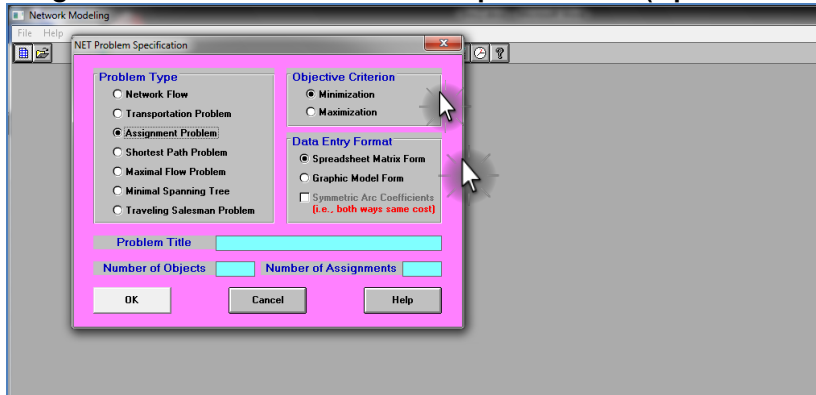 Network Modeling
File Help
NET Problem Specification
Problem Type
Network Flow
Transportation Problem
Assignment Problem
Shortest Path Problem
Maximal Flow Problem
Minimal Spanning Tree
Traveling Salesman Problem
Objective Criterion
Minimization
Maximization
Data Entry Format
Spreadsheet Matrix Form
Graphic Model Form
Symmetric Arc Coefficients
(i.e., both ways same cost)
Problem Title
Number of Objects Number of Assignments
OK Cancel Help